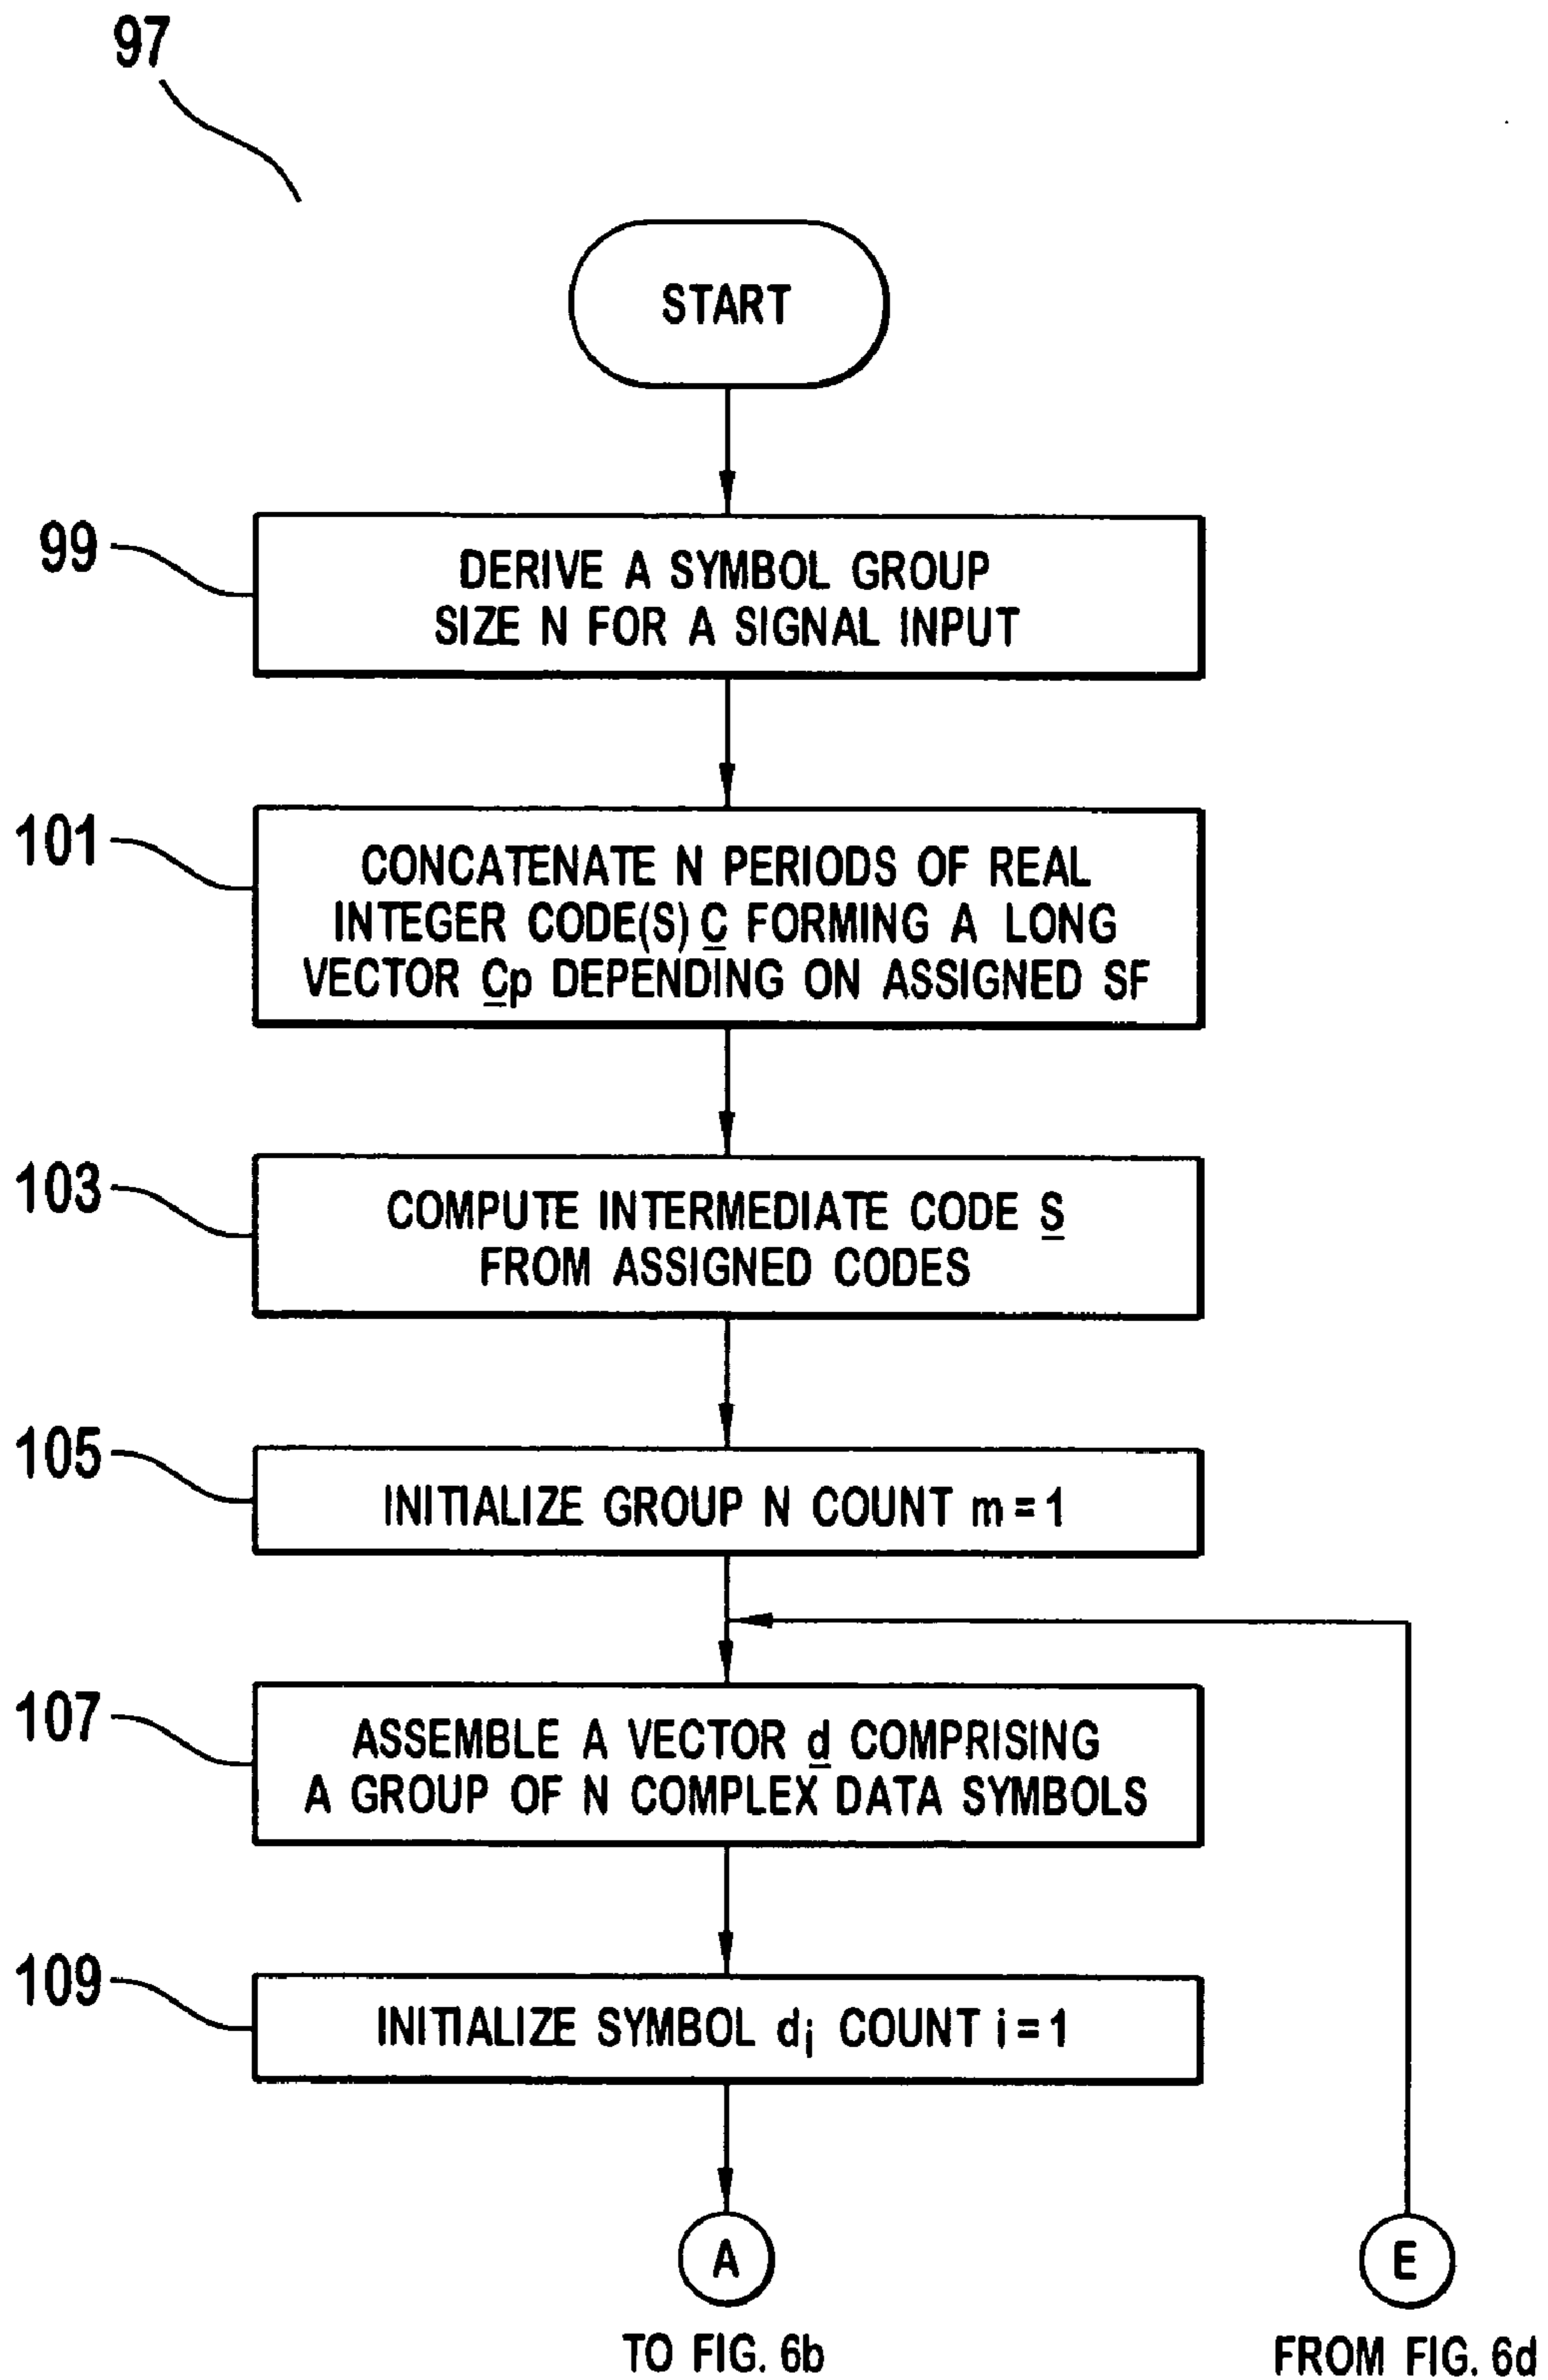 97
START
99
DERIVE A SYMBOL GROUP
SIZE N FOR A SIGNAL INPUT
101
CONCATENATE N PERIODS OF REAL
INTEGER CODE(S) C FORMING A LONG
VECTOR Cp DEPENDING ON ASSIGNED SF
103
COMPUTE INTERMEDIATE CODE S
FROM ASSIGNED CODES
105
INITIALIZE GROUP N COUNT m = 1
107
ASSEMBLE A VECTOR d COMPRISING
A GROUP OF N COMPLEX DATA SYMBOLS
109
INITIALIZE SYMBOL di COUNT i = 1
A
E
TO FIG. 6b
FROM FIG. 6d